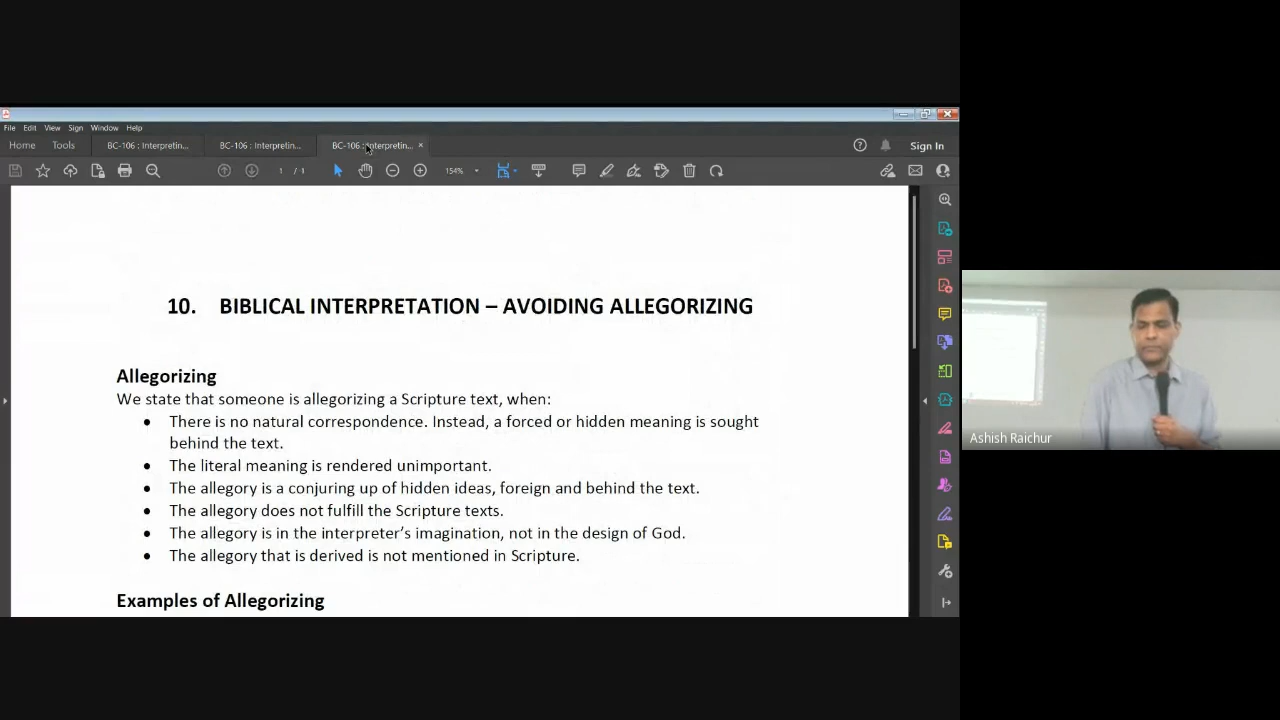 File Edit View Sign Window Help
Home Tools BC-106 : Interpretin... BC-106 : Interpretin... BC-106 : Interpretin... × Sign In
1 / 1 154%
10. BIBLICAL INTERPRETATION – AVOIDING ALLEGORIZING
Allegorizing
We state that someone is allegorizing a Scripture text, when:
• There is no natural correspondence. Instead, a forced or hidden meaning is sought
behind the text.
• The literal meaning is rendered unimportant.
• The allegory is a conjuring up of hidden ideas, foreign and behind the text.
• The allegory does not fulfill the Scripture texts.
• The allegory is in the interpreter's imagination, not in the design of God.
• The allegory that is derived is not mentioned in Scripture.
Examples of Allegorizing
Ashish Raichur